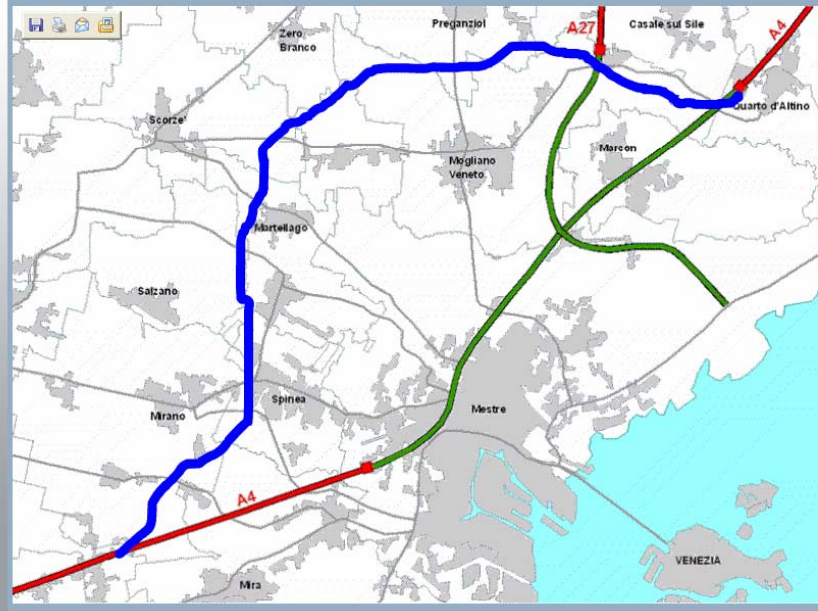 Preganziol
A27
Casale sul Sile
A4
Zero
Branco
Quarto d'Altino
Scorze'
Marcon
Mogliano
Veneto
Martellago
Salzano
Spinea
Mirano
Mestre
A4
Mira
VENEZIA